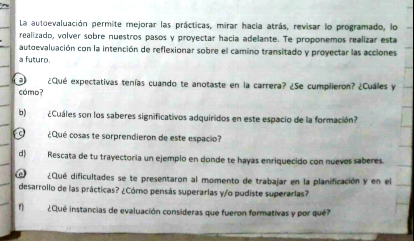 La autoevaluación permite mejorar las prácticas, mirar hacia atrás, revisar lo programado, lo
realizado, volver sobre nuestros pasos y proyectar hacia adelante. Te proponemos realizar esta
autoevaluación con la intención de reflexionar sobre el camino transitado y proyectar las acciones
a futuro.
a) ¿Qué expectativas tenías cuando te anotaste en la carrera? ¿Se cumplieron? ¿Cuáles y
cómo?
b) ¿Cuáles son los saberes significativos adquiridos en este espacio de la formación?
c) ¿Qué cosas te sorprendieron de este espacio?
d) Rescata de tu trayectoria un ejemplo en donde te hayas enriquecido con nuevos saberes.
e) ¿Qué dificultades se te presentaron al momento de trabajar en la planificación y en el
desarrollo de las prácticas? ¿Cómo pensás superarlas y/o pudiste superarlas?
f) ¿Qué instancias de evaluación consideras que fueron formativas y por qué?